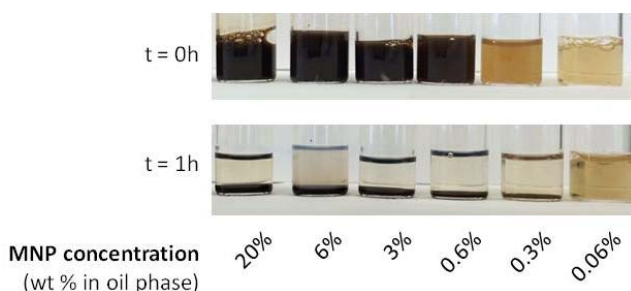 t = 0h
t = 1h
MNP concentration
(wt % in oil phase)
20%
6%
3%
0.6%
0.3%
0.06%